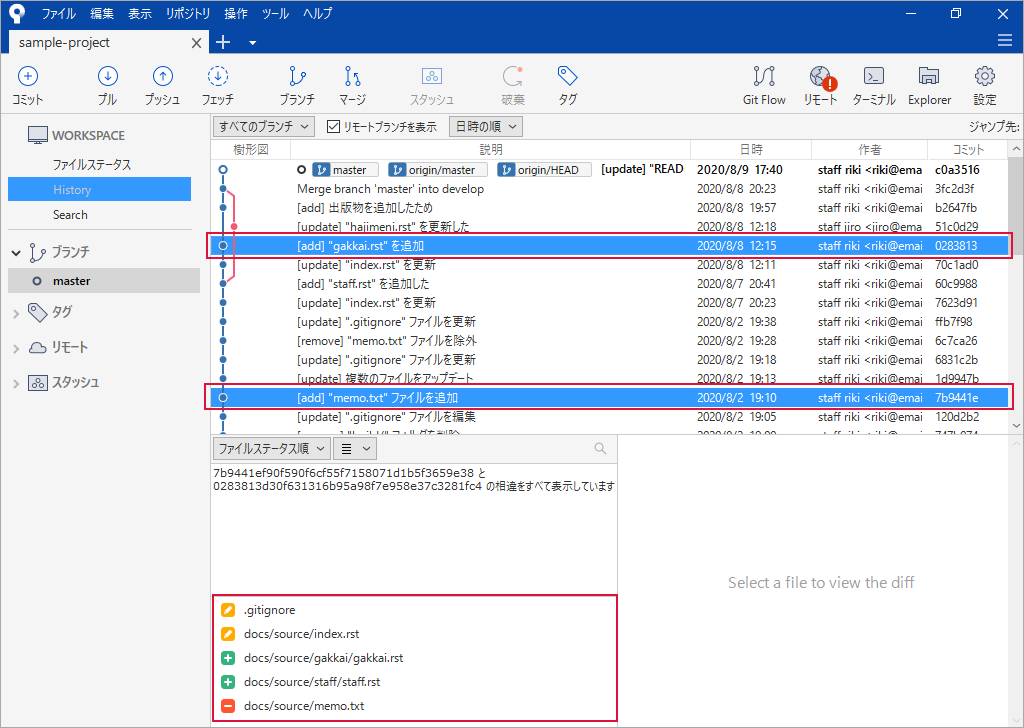 ファイル 編集 表示 リポジトリ 操作 ツール ヘルプ
sample-project
コミット プル プッシュ フェッチ ブランチ マージ スタッシュ 破棄 タグ Git Flow リモート ターミナル Explorer 設定
WORKSPACE
ファイルステータス
History
Search
ブランチ
master
タグ
リモート
スタッシュ
すべてのブランチ リモートブランチを表示 日時の順 ジャンプ先:
樹形図 説明 日時 作者 コミット
master origin/master origin/HEAD [update] "READ 2020/8/9 17:40 staff riki <riki@ema c0a3516
Merge branch 'master' into develop 2020/8/8 20:23 staff riki <riki@emai 3fc2d3f
[add] 出版物を追加したため 2020/8/8 19:57 staff riki <riki@emai b2647fb
[update] "hajimeni.rst" を更新した 2020/8/8 12:18 staff jiro <jiro@emai 51c0d29
[add] "gakkai.rst" を追加 2020/8/8 12:15 staff riki <riki@emai 0283813
[update] "index.rst" を更新 2020/8/8 12:11 staff riki <riki@emai 70c1ad0
[add] "staff.rst" を追加した 2020/8/7 20:41 staff riki <riki@emai 60c9988
[update] "index.rst" を更新 2020/8/7 20:23 staff riki <riki@emai 7623d91
[update] ".gitignore" ファイルを更新 2020/8/2 19:38 staff riki <riki@emai ffb7f98
[remove] "memo.txt" ファイルを除外 2020/8/2 19:28 staff riki <riki@emai 6c7ca26
[update] ".gitignore" ファイルを更新 2020/8/2 19:18 staff riki <riki@emai 6831c2b
[update] 複数のファイルをアップデート 2020/8/2 19:13 staff riki <riki@emai 1d9947b
[add] "memo.txt" ファイルを追加 2020/8/2 19:10 staff riki <riki@emai 7b9441e
[update] ".gitignore" ファイルを編集 2020/8/2 19:05 staff riki <riki@emai 120d2b2
ファイルステータス順
7b9441ef90f590f6cf55f7158071d1b5f3659e38 と
0283813d30f631316b95a98f7e958e37c3281fc4 の相違をすべて表示しています
Select a file to view the diff
.gitignore
docs/source/index.rst
docs/source/gakkai/gakkai.rst
docs/source/staff/staff.rst
docs/source/memo.txt